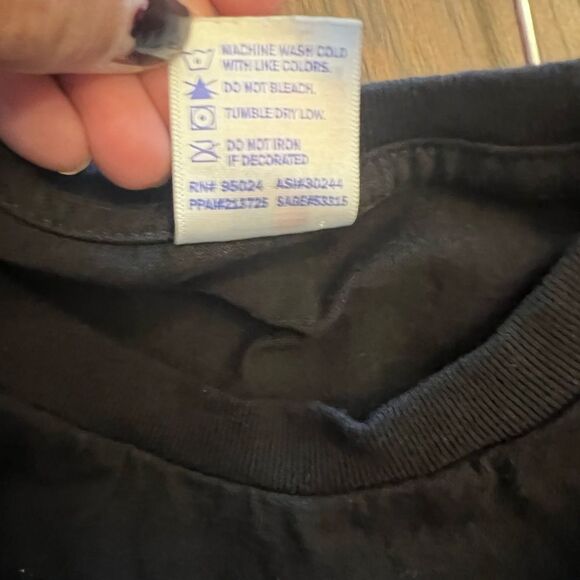 MACHINE WASH COLD
WITH LIKE COLORS.
DO NOT BLEACH.
TUMBLE DRY LOW.
DO NOT IRON
IF DECORATED
RN# 95024 ASI#30244
PPAI#213725 SAGE#53315